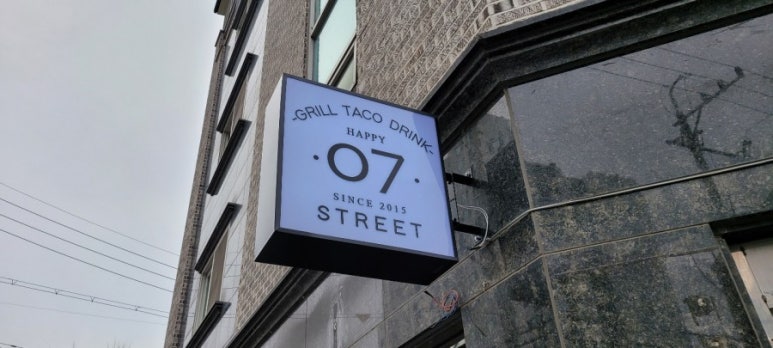 -GRILL TACO DRINK-
HAPPY
·07·
SINCE 2015
STREET